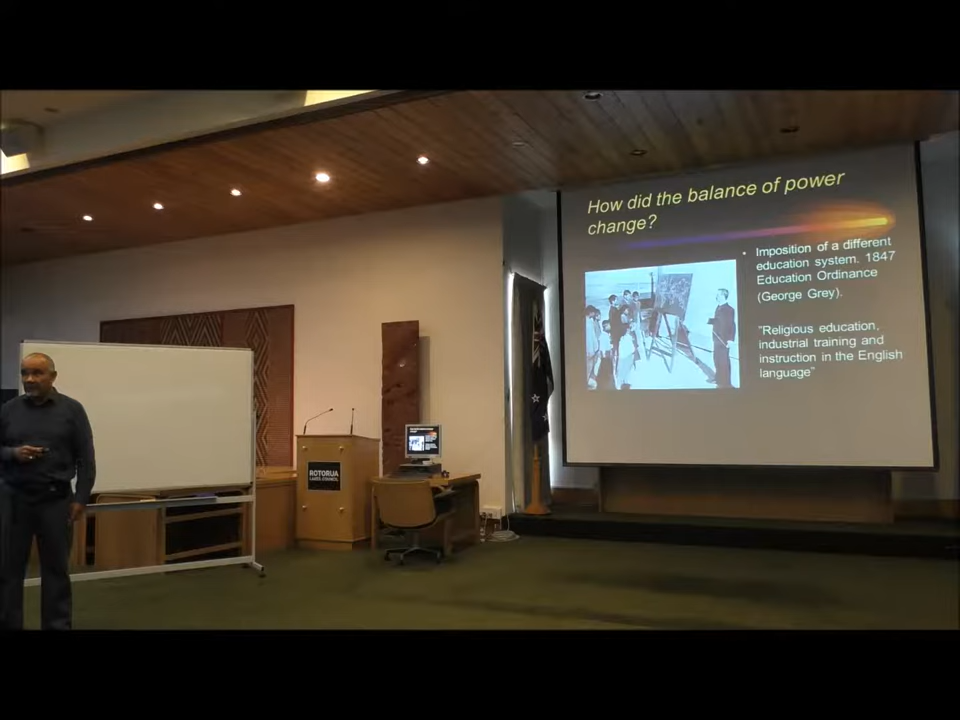 How did the balance of power
change?
• Imposition of a different
education system. 1847
Education Ordinance
(George Grey).
"Religious education,
industrial training and
instruction in the English
language"
ROTORUA
LAKES COUNCIL